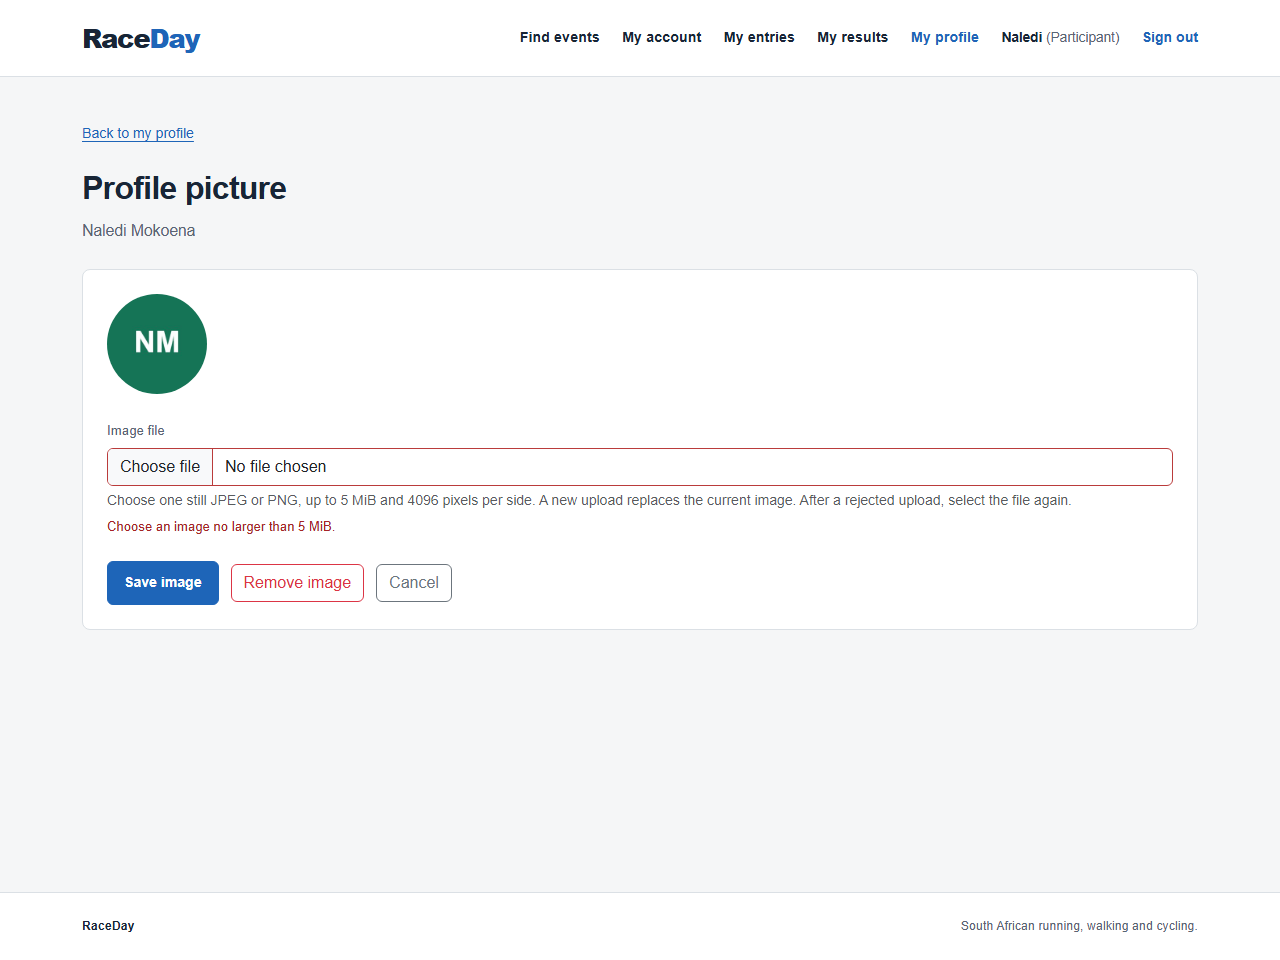 RaceDay
Find events My account My entries My results My profile Naledi (Participant) Sign out
Back to my profile
Profile picture
Naledi Mokoena
NM
Image file
Choose file No file chosen
Choose one still JPEG or PNG, up to 5 MiB and 4096 pixels per side. A new upload replaces the current image. After a rejected upload, select the file again.
Choose an image no larger than 5 MiB.
Save image Remove image Cancel
RaceDay South African running, walking and cycling.